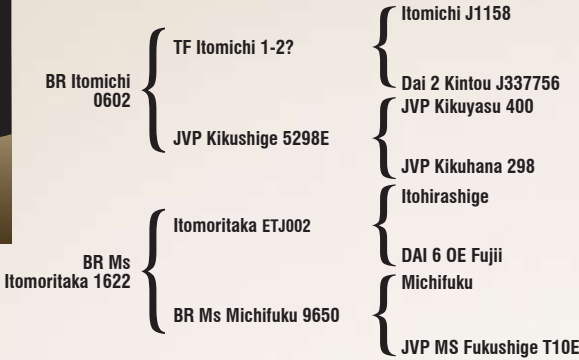 Itomichi J1158
TF Itomichi 1-2?
Dai 2 Kintou J337756
BR Itomichi
0602
JVP Kikuyasu 400
JVP Kikushige 5298E
JVP Kikuhana 298
Itohirashige
Itomoritaka ETJ002
DAI 6 OE Fujii
BR Ms
Itomoritaka 1622
Michifuku
BR Ms Michifuku 9650
JVP MS Fukushige T10E